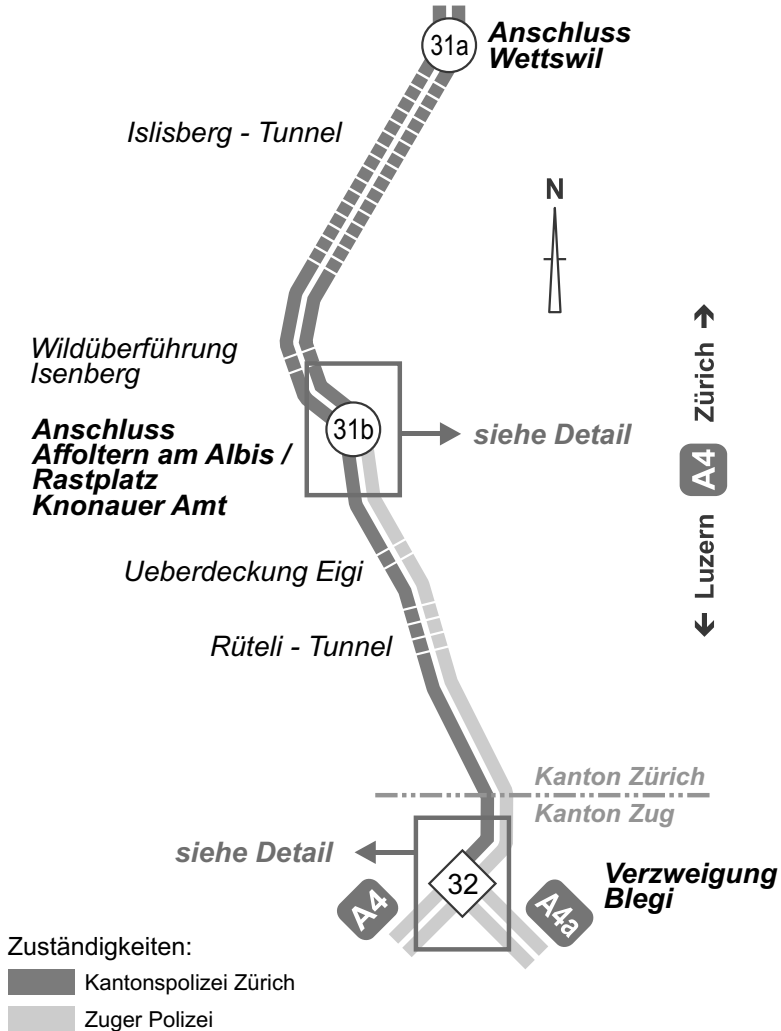 31a
Anschluss
Wettswil
Islisberg - Tunnel
N
Wildüberführung
Isenberg
Anschluss
Affoltern am Albis /
Rastplatz
Knonauer Amt
31b
siehe Detail
← Luzern A4 Zürich →
Ueberdeckung Eigi
Rüteli - Tunnel
Kanton Zürich
Kanton Zug
siehe Detail
32
Verzweigung
Blegi
A4
A4a
Zuständigkeiten:
Kantonspolizei Zürich
Zuger Polizei